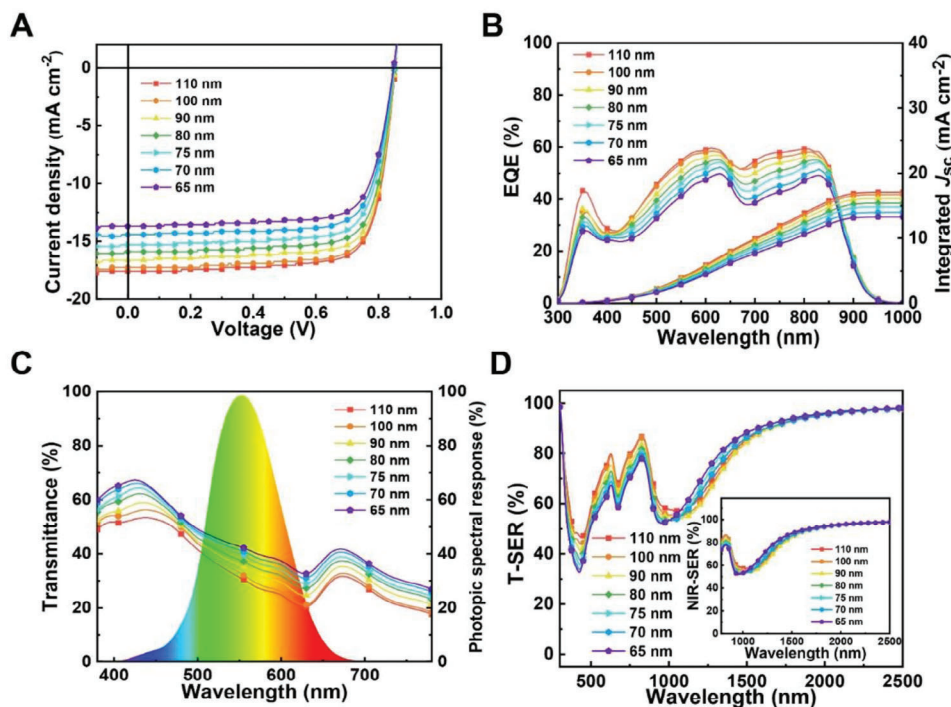 A
Current density (mA cm⁻²)
0
-5
-10
-15
-20
0.0 0.2 0.4 0.6 0.8 1.0
Voltage (V)
110 nm
100 nm
90 nm
80 nm
75 nm
70 nm
65 nm
B
EQE (%)
100
80
60
40
20
0
300 400 500 600 700 800 900 1000
Wavelength (nm)
40
30
20
10
0
Integrated Jsc (mA cm⁻²)
110 nm
100 nm
90 nm
80 nm
75 nm
70 nm
65 nm
C
Transmittance (%)
100
80
60
40
20
0
400 500 600 700
Wavelength (nm)
100
80
60
40
20
0
Photopic spectral response (%)
110 nm
100 nm
90 nm
80 nm
75 nm
70 nm
65 nm
D
T-SER (%)
100
80
60
40
20
0
500 1000 1500 2000 2500
Wavelength (nm)
110 nm
100 nm
90 nm
80 nm
75 nm
70 nm
65 nm
NIR-SER (%)
100
80
60
40
20
0
1000 1500 2000 2500
Wavelength (nm)
110 nm
100 nm
90 nm
80 nm
75 nm
70 nm
65 nm